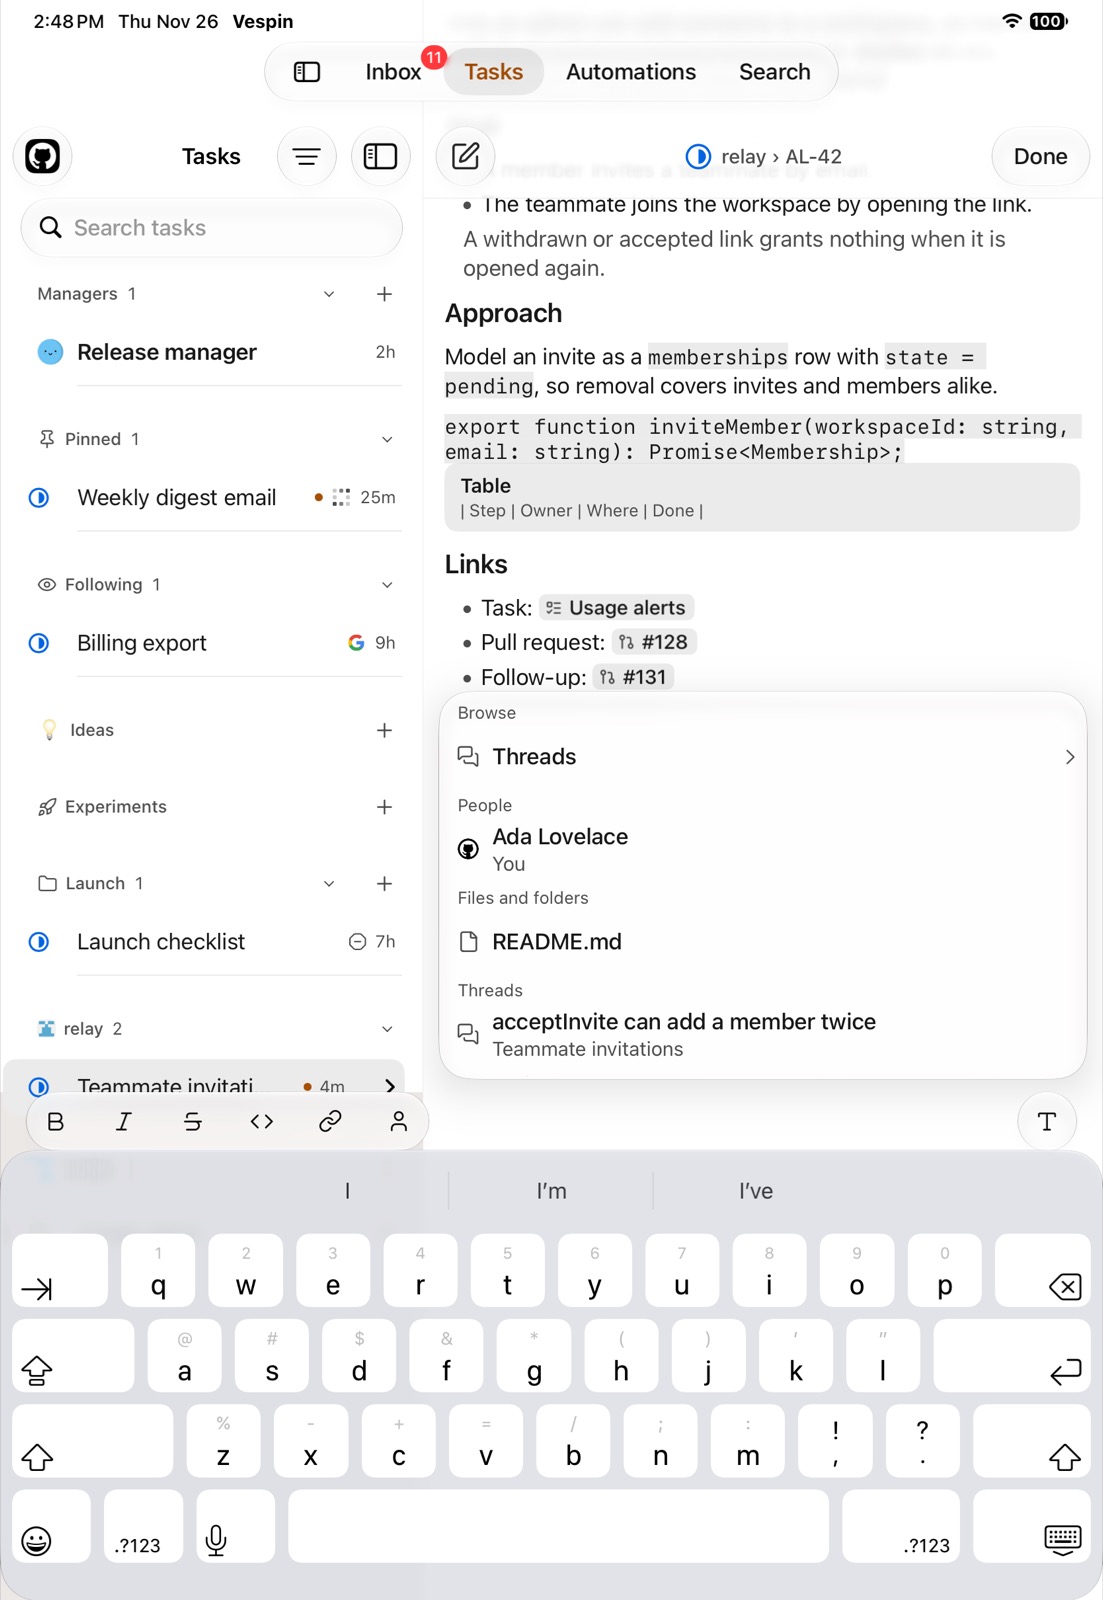 2:48 PM Thu Nov 26 Vespin
100
Inbox 11 Tasks Automations Search
Tasks
relay › AL-42
Done
Search tasks
Managers 1
Release manager 2h
Pinned 1
Weekly digest email 25m
Following 1
Billing export 9h
Ideas
Experiments
Launch 1
Launch checklist 7h
relay 2
Teammate invitati 4m
member invites a teammate by email
• The teammate joins the workspace by opening the link.
A withdrawn or accepted link grants nothing when it is
opened again.
Approach
Model an invite as a memberships row with state =
pending, so removal covers invites and members alike.
export function inviteMember(workspaceId: string,
email: string): Promise<Membership>;
Table
| Step | Owner | Where | Done |
Links
• Task: Usage alerts
• Pull request: #128
• Follow-up: #131
Browse
Threads
People
Ada Lovelace
You
Files and folders
README.md
Threads
acceptInvite can add a member twice
Teammate invitations
B I S <> T
I I’m I’ve
1 2 3 4 5 6 7 8 9 0
q w e r t y u i o p
@ # $ & * ( ) ' "
a s d f g h j k l
% - + = / ; : ! ?
z x c v b n m , .
.?123 .?123